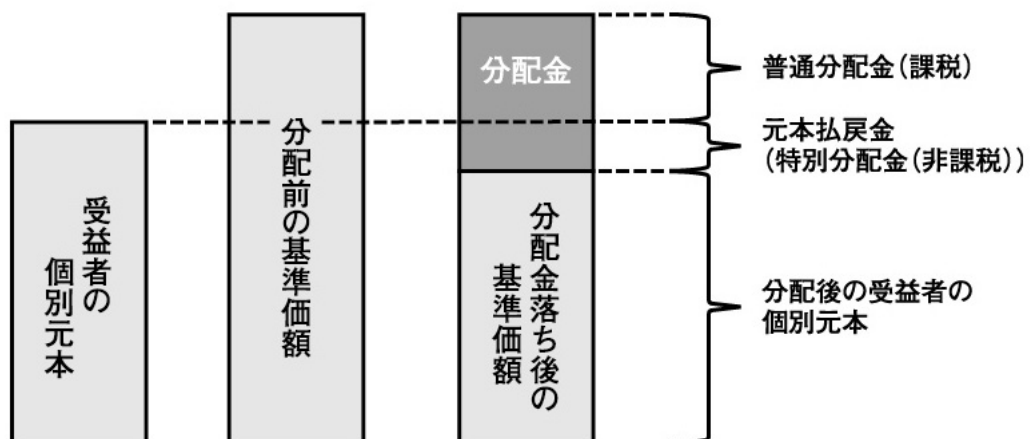 受益者の
個別元本
分配前の基準価額
分配金
分配金落ち後の
基準価額
普通分配金(課税)
元本払戻金
(特別分配金(非課税))
分配後の受益者の
個別元本